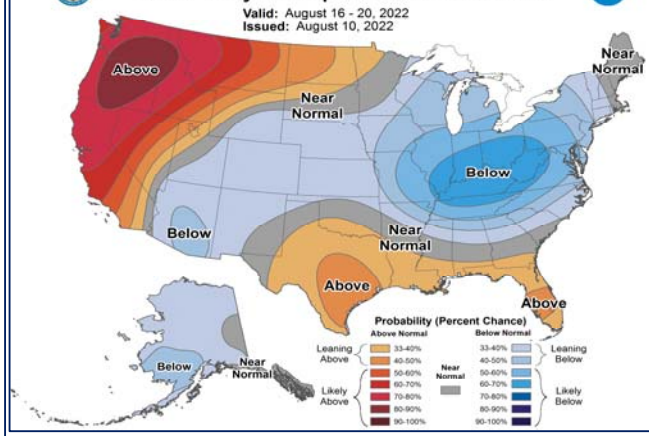 Valid: August 16 - 20, 2022
Issued: August 10, 2022
Above
Near
Normal
Near
Normal
Below
Below
Near
Normal
Above
Above
Below
Near
Normal
Probability (Percent Chance)
Above Normal
Below Normal
Leaning
Above
33-40%
40-50%
50-60%
60-70%
70-80%
80-90%
90-100%
Likely
Above
Near
Normal
33-40%
40-50%
50-60%
60-70%
70-80%
80-90%
90-100%
Leaning
Below
Likely
Below